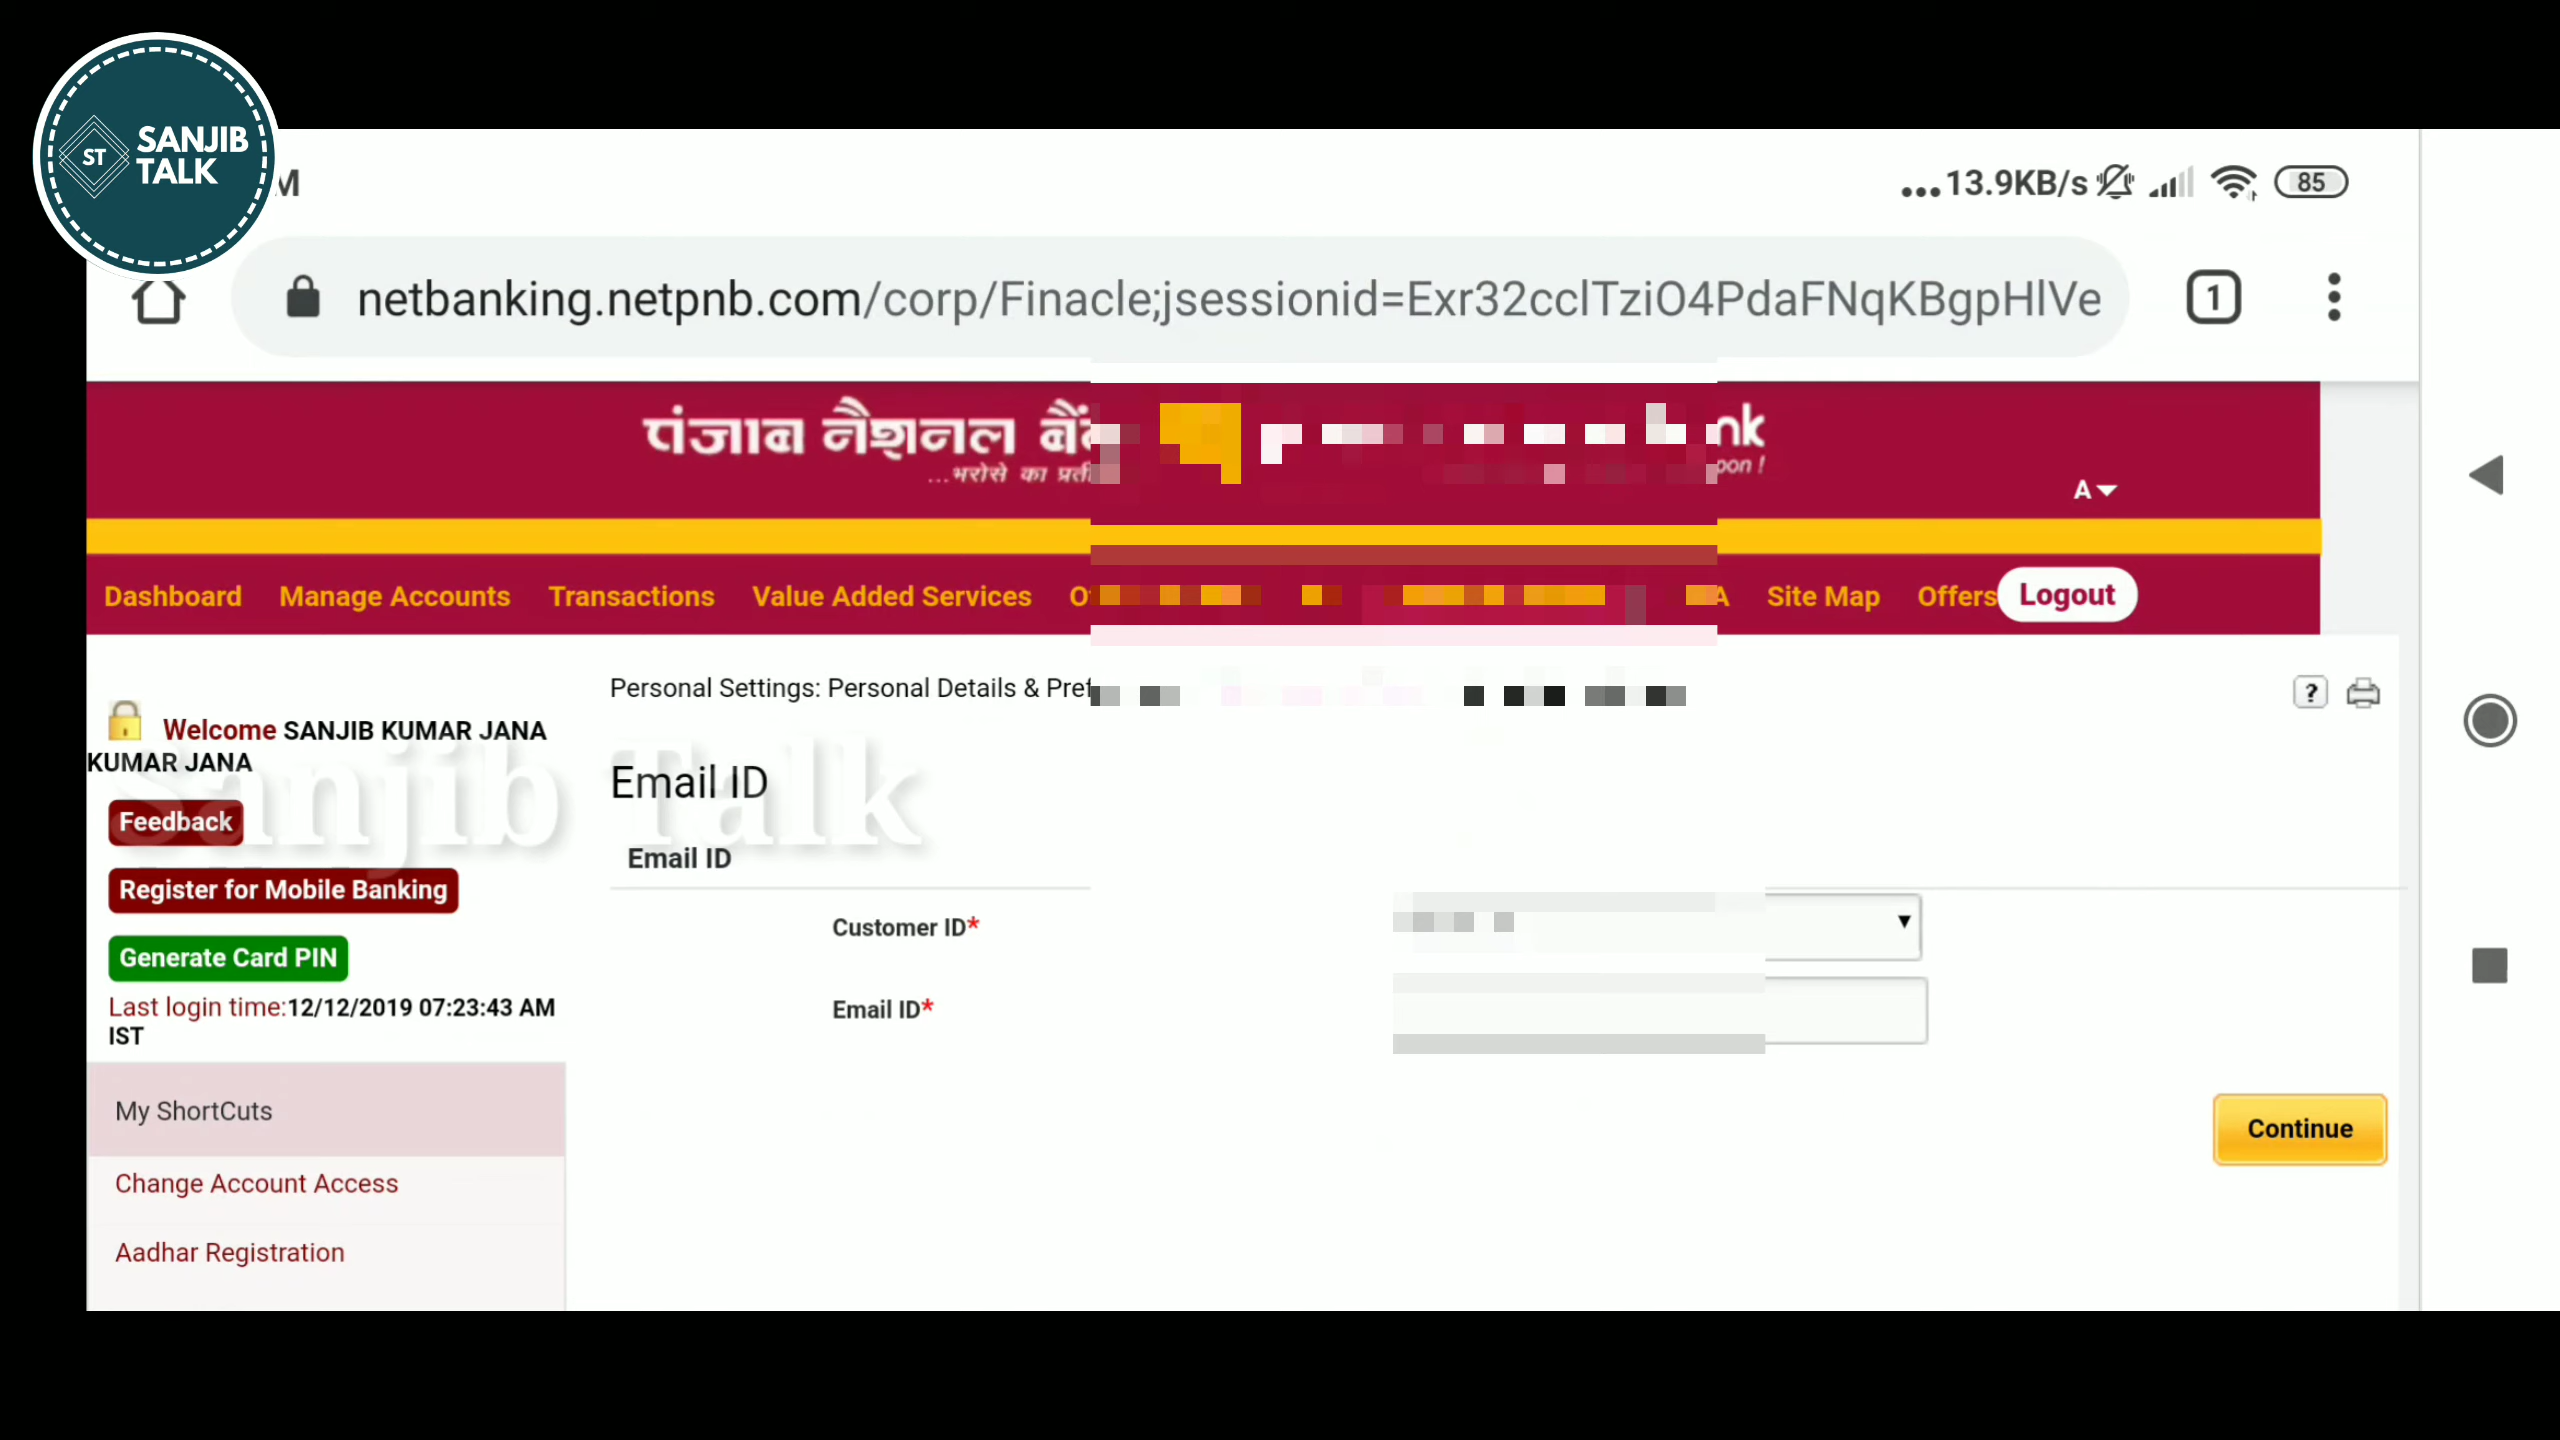 ST SANJIB
TALK
M
...13.9KB/s 85
netbanking.netpnb.com/corp/Finacle;jsessionid=Exr32cclTziO4PdaFNqKBgpHlVe
1
पंजाब नैशनल
...भरोसे का
A
Dashboard Manage Accounts Transactions Value Added Services Site Map Offers Logout
Personal Settings: Personal Details &
?
Welcome SANJIB KUMAR JANA
KUMAR JANA
Sanjib Talk
Email ID
Feedback
Email ID
Register for Mobile Banking
Customer ID*
Generate Card PIN
Last login time:12/12/2019 07:23:43 AM
IST
Email ID*
My ShortCuts
Continue
Change Account Access
Aadhar Registration